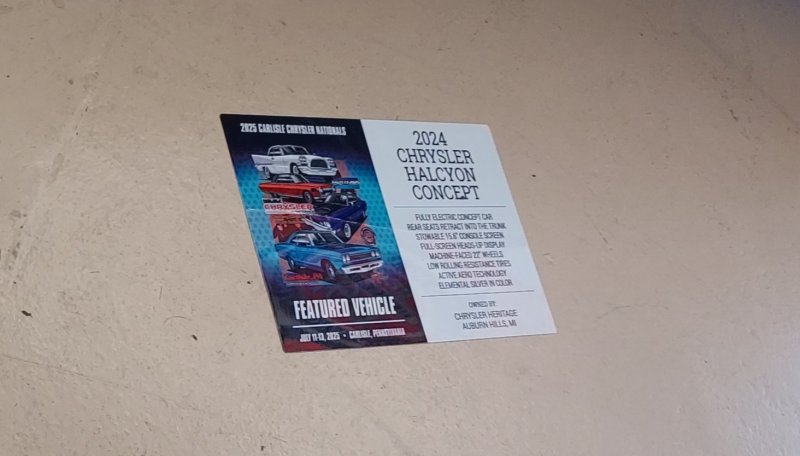 2025 CARLISLE CHRYSLER NATIONALS
CHRYSLER
FEATURED VEHICLE
JULY 11-13, 2025 • CARLISLE, PENNSYLVANIA
2024
CHRYSLER
HALCYON
CONCEPT
FULLY ELECTRIC CONCEPT CAR
REAR SEATS RETRACT INTO THE TRUNK
STOWABLE 15.6" CONSOLE SCREEN
FULL-SCREEN HEADS-UP DISPLAY
MACHINE-FACED 22" WHEELS
LOW ROLLING RESISTANCE TIRES
ACTIVE AERO TECHNOLOGY
ELEMENTAL SILVER IN COLOR
OWNED BY:
CHRYSLER HERITAGE
AUBURN HILLS, MI